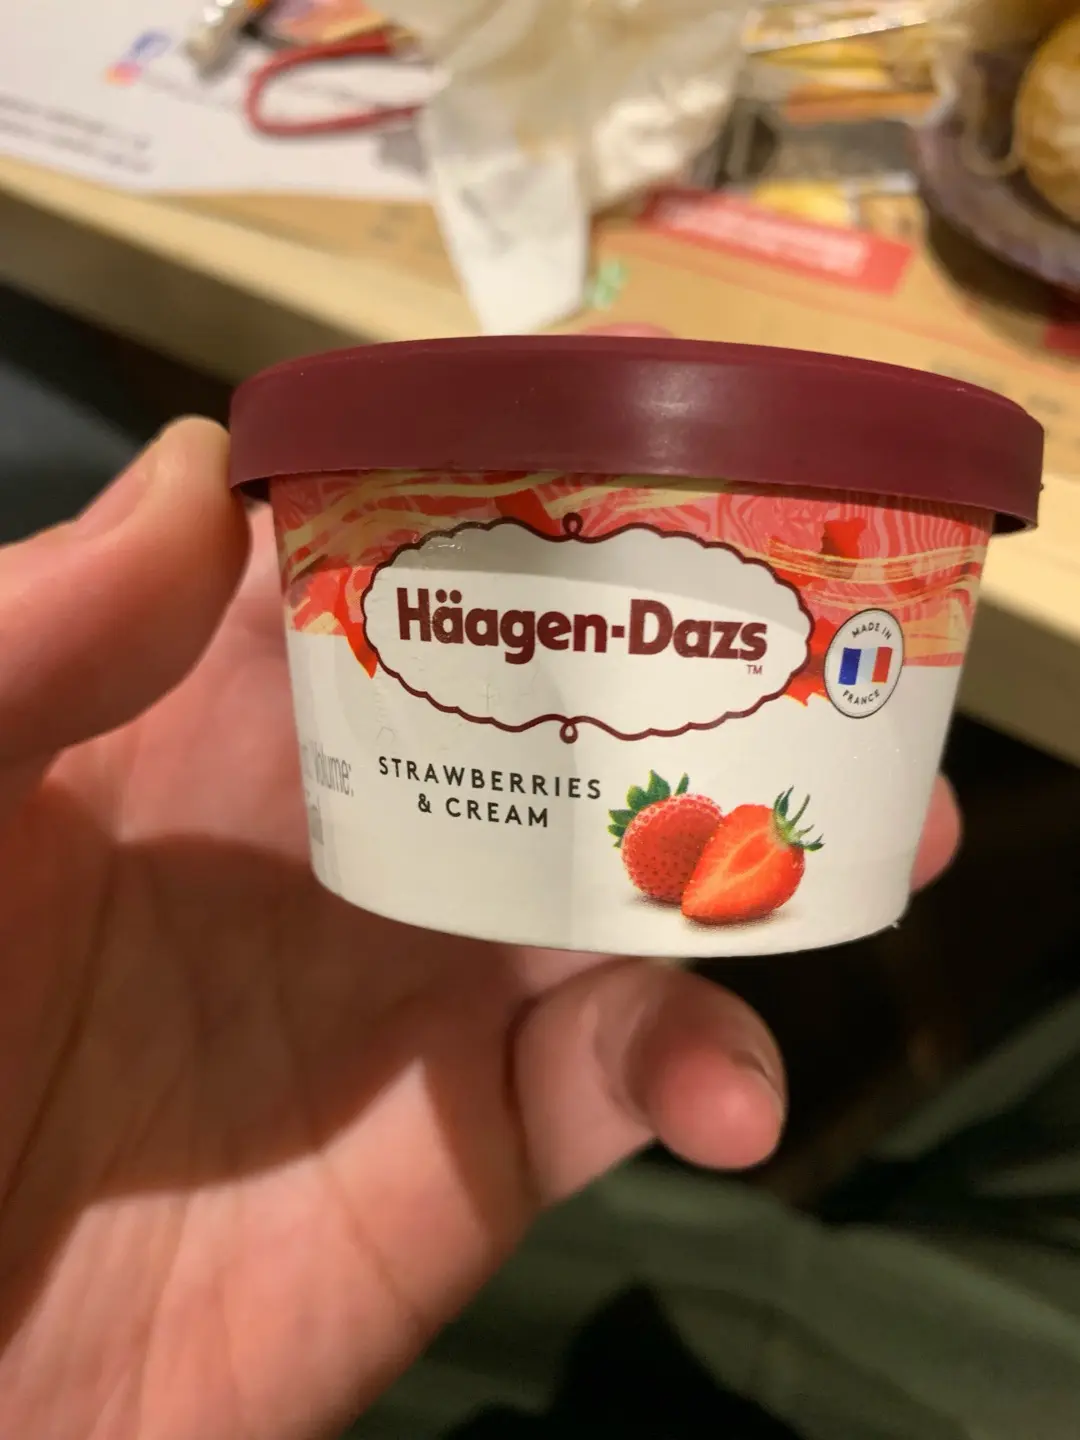 Häagen-Dazs
TM
MADE IN
FRANCE
Volume:
STRAWBERRIES
& CREAM